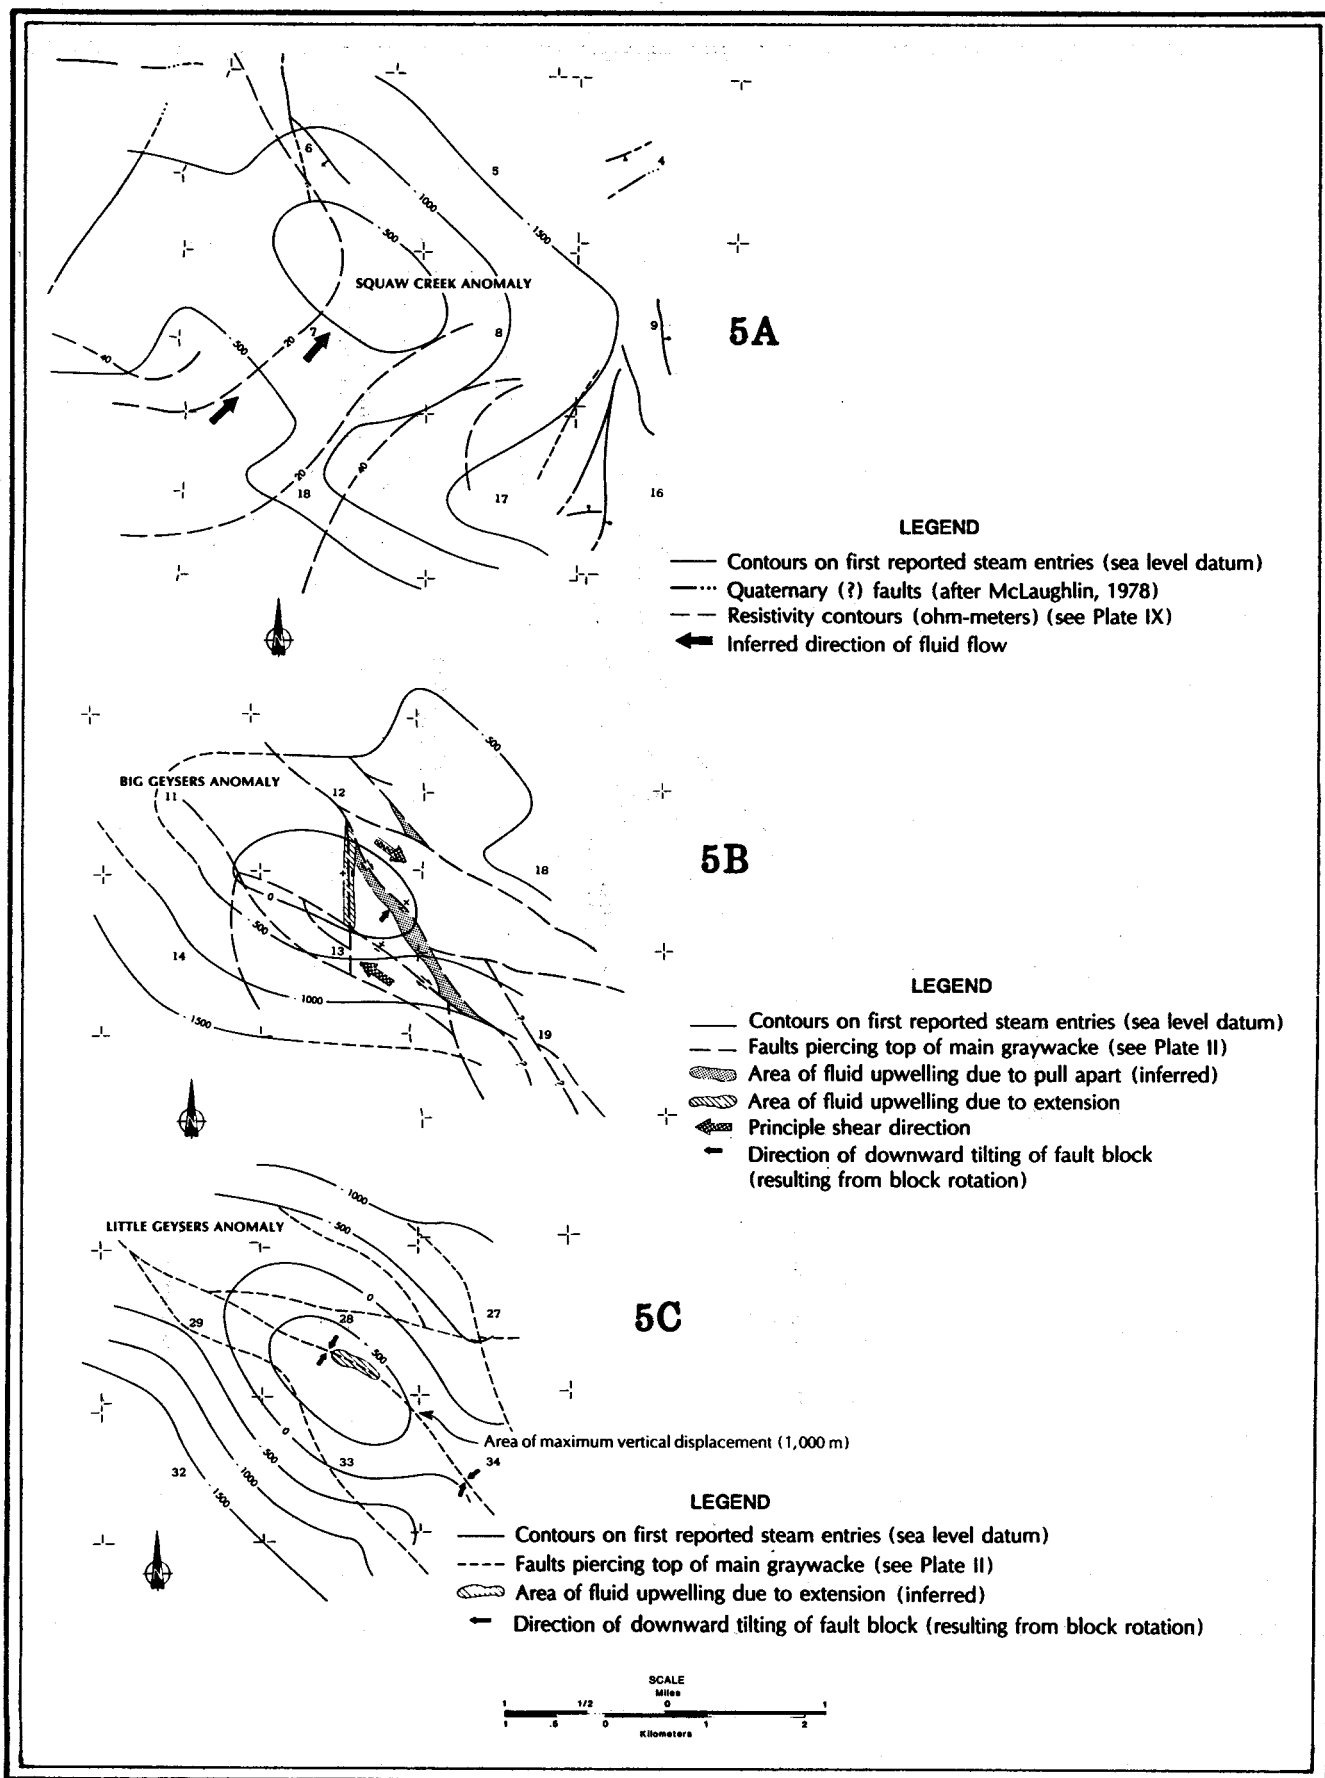 6
5
4
- 1000
- 500
- 1500
SQUAW CREEK ANOMALY
7
8
9
5A
40
20
- 500
20
40
18
17
16
LEGEND
Contours on first reported steam entries (sea level datum)
Quaternary (?) faults (after McLaughlin, 1978)
Resistivity contours (ohm-meters) (see Plate IX)
Inferred direction of fluid flow
N
- 500
BIG GEYSERS ANOMALY
11
12
5B
18
0
- 500
13
14
- 1000
- 1500
19
?
?
?
LEGEND
Contours on first reported steam entries (sea level datum)
Faults piercing top of main graywacke (see Plate II)
Area of fluid upwelling due to pull apart (inferred)
Area of fluid upwelling due to extension
Principle shear direction
Direction of downward tilting of fault block
(resulting from block rotation)
N
- 1000
- 500
LITTLE GEYSERS ANOMALY
0
5C
27
28
29
- 500
Area of maximum vertical displacement (1,000 m)
0
- 500
33
34
32
- 1000
- 1500
LEGEND
Contours on first reported steam entries (sea level datum)
Faults piercing top of main graywacke (see Plate II)
Area of fluid upwelling due to extension (inferred)
Direction of downward tilting of fault block (resulting from block rotation)
N
SCALE
Miles
1 1/2 0 1
1 .5 0 1 2
Kilometers